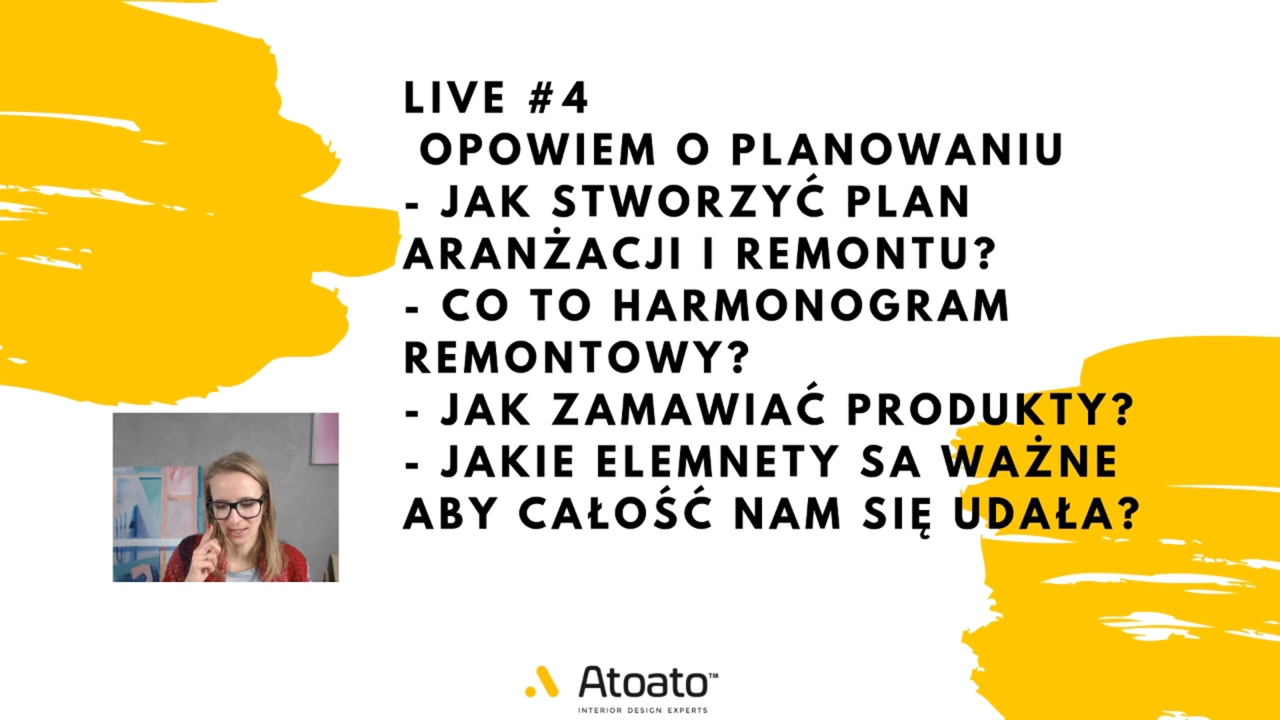 LIVE #4
OPOWIEM O PLANOWANIU
- JAK STWORZYĆ PLAN
ARANŻACJI I REMONTU?
- CO TO HARMONOGRAM
REMONTOWY?
- JAK ZAMAWIAĆ PRODUKTY?
- JAKIE ELEMNETY SA WAŻNE
ABY CAŁOŚĆ NAM SIĘ UDAŁA?
Atoato™
INTERIOR DESIGN EXPERTS